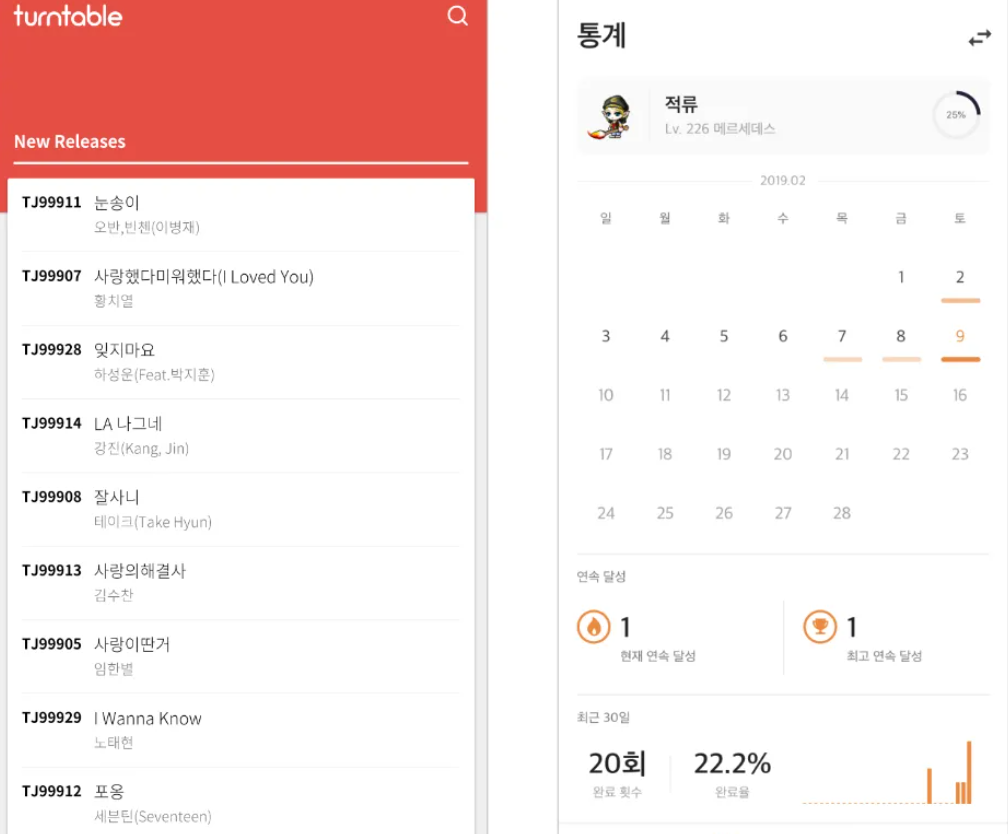 turntable
New Releases
TJ99911 눈송이
오반,빈첸(이병재)
TJ99907 사랑했다미워했다(I Loved You)
황치열
TJ99928 잊지마요
하성운(Feat.박지훈)
TJ99914 LA 나그네
강진(Kang, Jin)
TJ99908 잘사니
테이크(Take Hyun)
TJ99913 사랑의해결사
김수찬
TJ99905 사랑이딴거
임한별
TJ99929 I Wanna Know
노태현
TJ99912 포옹
세븐틴(Seventeen)
통계
적류
Lv. 226 메르세데스
25%
2019.02
일 월 화 수 목 금 토
1 2
3 4 5 6 7 8 9
10 11 12 13 14 15 16
17 18 19 20 21 22 23
24 25 26 27 28
연속 달성
1 1
현재 연속 달성 최고 연속 달성
최근 30일
20회 22.2%
완료 횟수 완료율